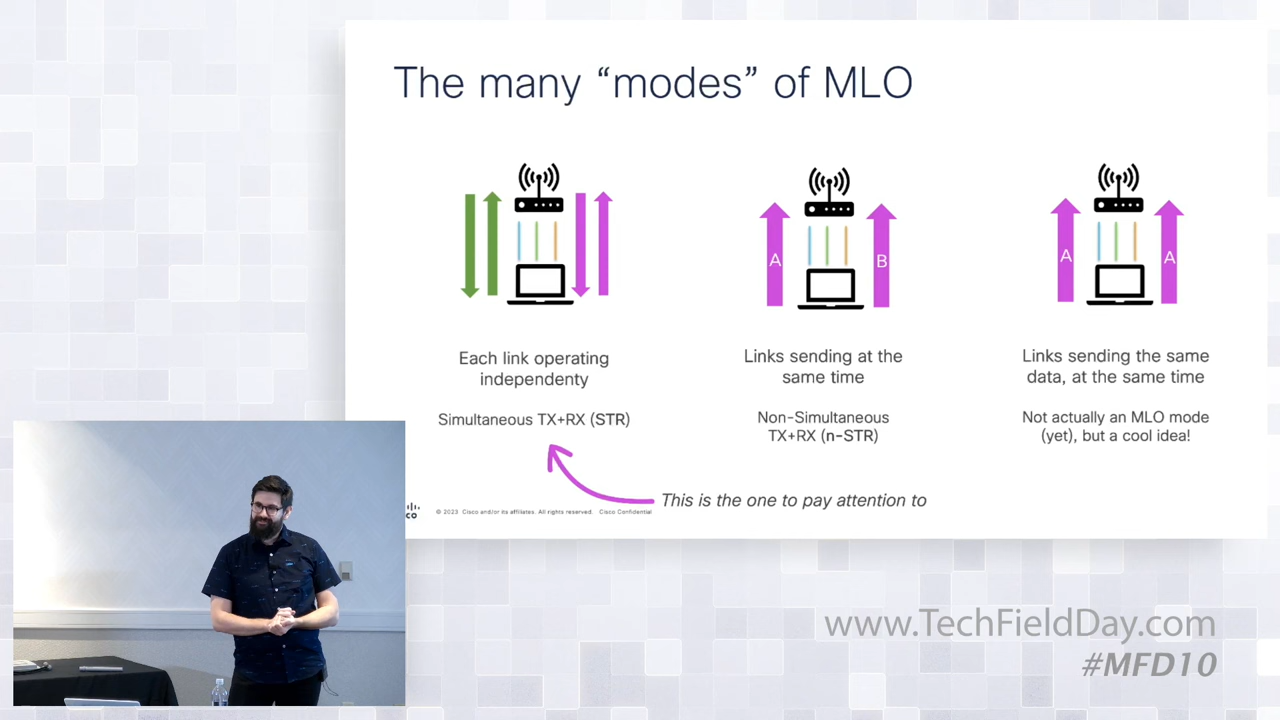 The many “modes” of MLO
A
B
A
A
Each link operating
independenty
Simultaneous TX+RX (STR)
Links sending at the
same time
Non-Simultaneous
TX+RX (n-STR)
Links sending the same
data, at the same time
Not actually an MLO mode
(yet), but a cool idea!
This is the one to pay attention to
co
© 2023 Cisco and/or its affiliates. All rights reserved. Cisco Confidential
www.TechFieldDay.com
#MFD10